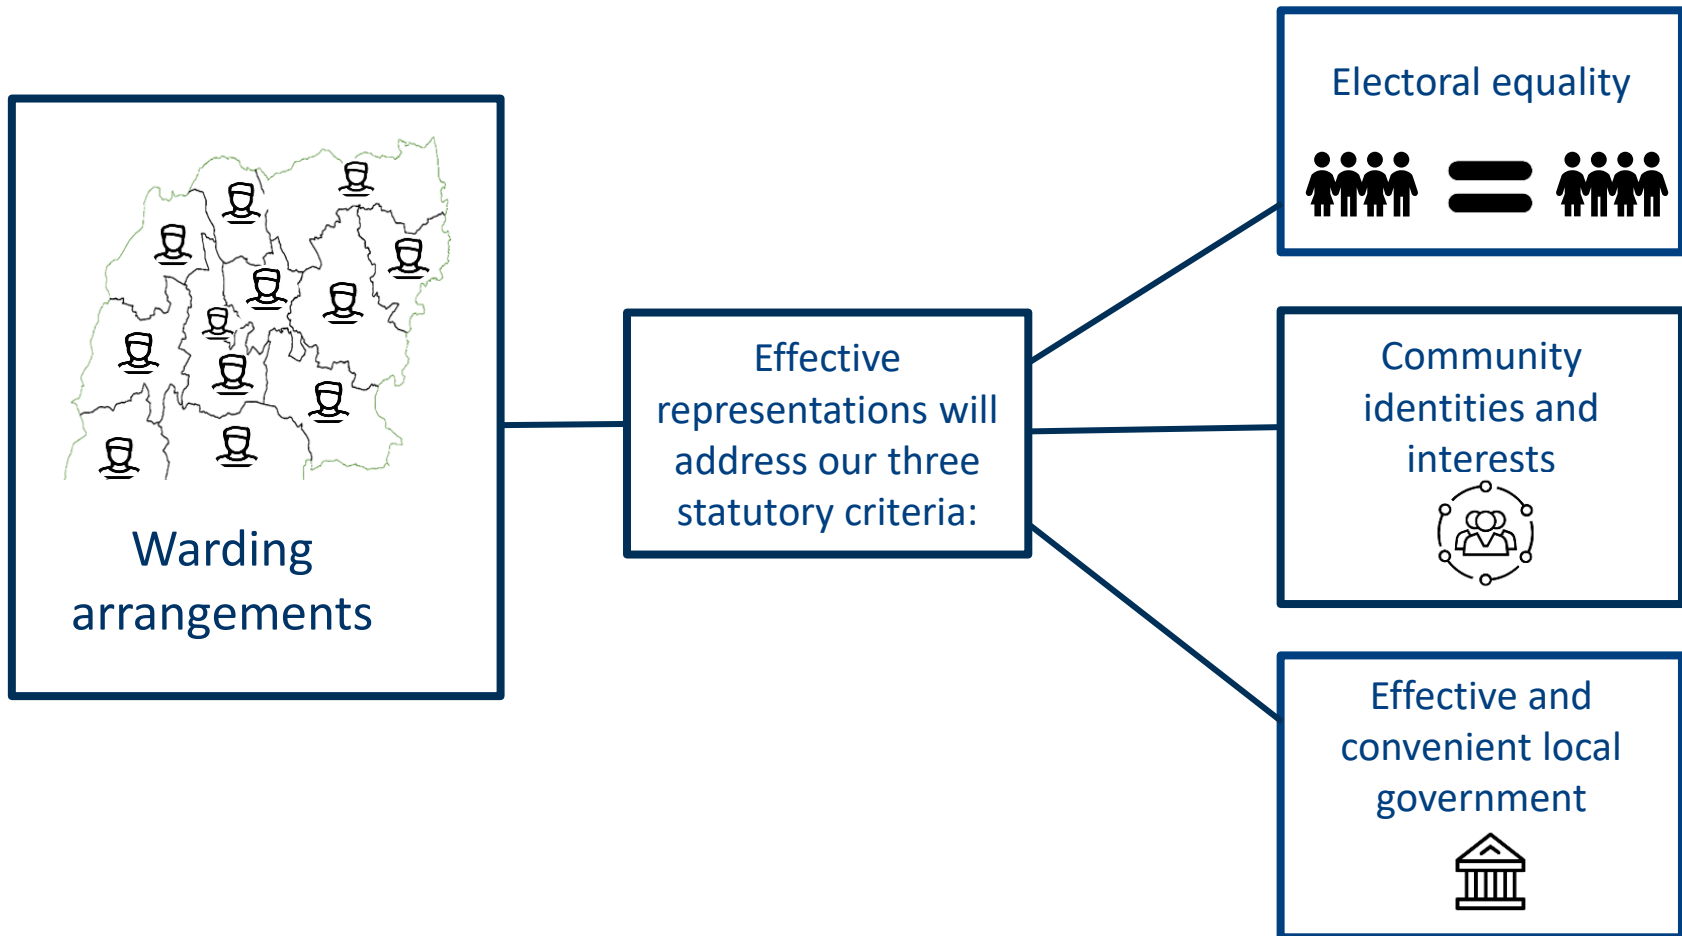 Warding
arrangements
Effective
representations will
address our three
statutory criteria:
Electoral equality
Community
identities and
interests
Effective and
convenient local
government